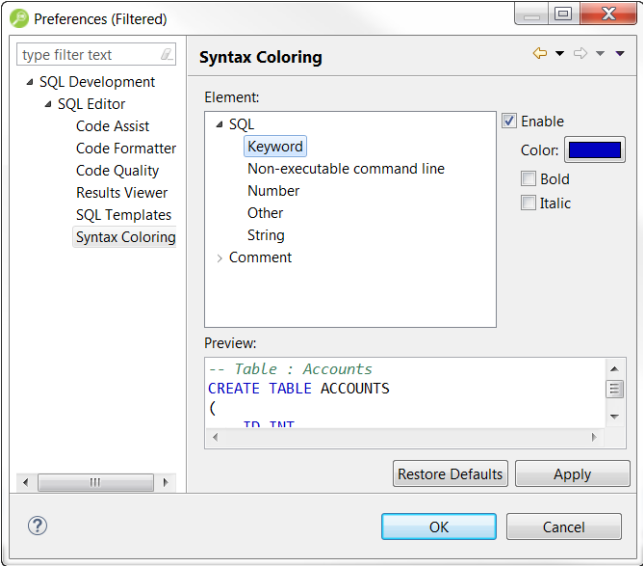 Preferences (Filtered)
type filter text
SQL Development
SQL Editor
Code Assist
Code Formatter
Code Quality
Results Viewer
SQL Templates
Syntax Coloring
Syntax Coloring
Element:
SQL
Keyword
Non-executable command line
Number
Other
String
Comment
Enable
Color:
Bold
Italic
Preview:
-- Table : Accounts
CREATE TABLE ACCOUNTS
(
ID INT
Restore Defaults
Apply
OK
Cancel